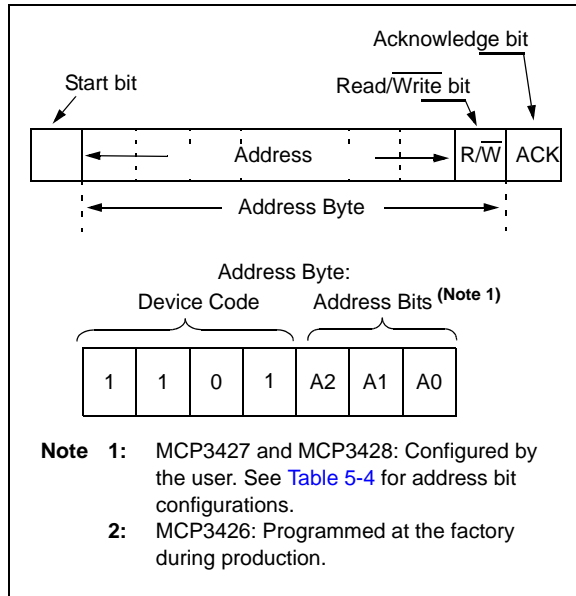 Acknowledge bit
Start bit
Read/Write bit
Address
R/W
ACK
Address Byte
Address Byte:
Device Code
Address Bits (Note 1)
1 1 0 1 A2 A1 A0
Note 1: MCP3427 and MCP3428: Configured by
the user. See Table 5-4 for address bit
configurations.
2: MCP3426: Programmed at the factory
during production.